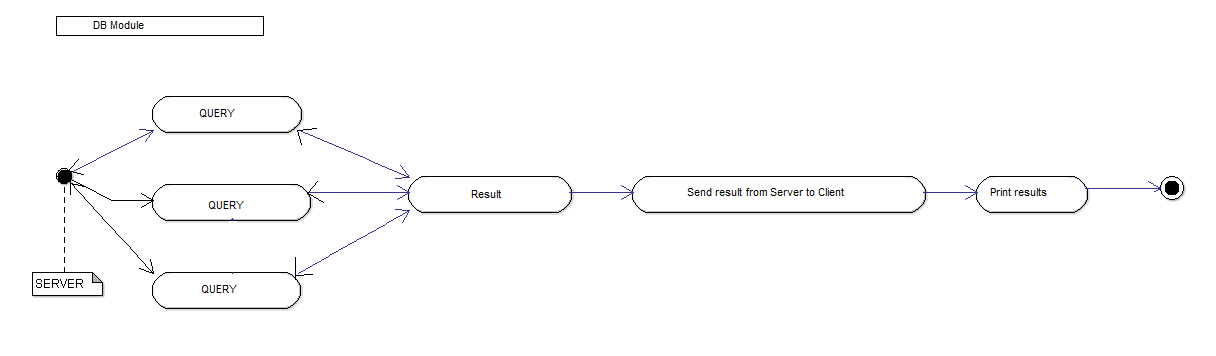 DB Module
QUERY
QUERY
QUERY
Result
Send result from Server to Client
Print results
SERVER